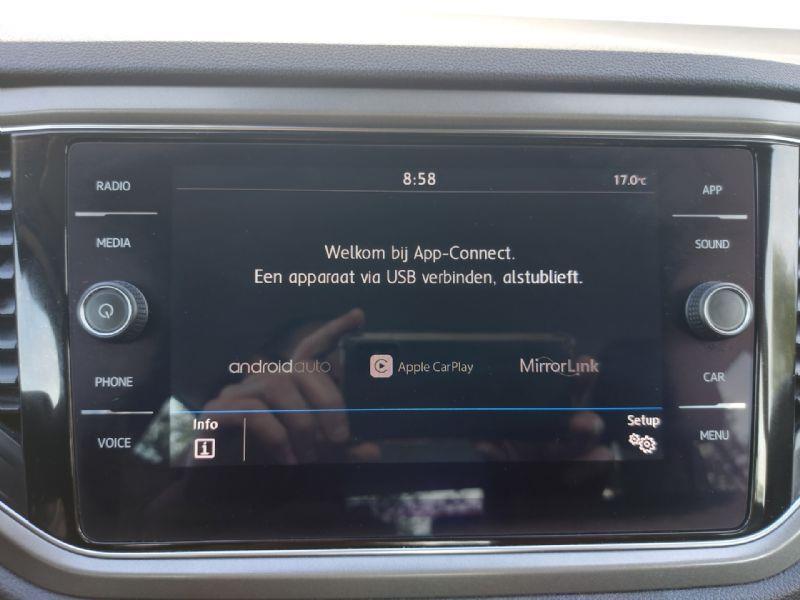 8:58
17.0°C
RADIO
MEDIA
PHONE
VOICE
Welkom bij App-Connect.
Een apparaat via USB verbinden, alstublieft.
androidauto
Apple CarPlay
MirrorLink
Info
i
Setup
APP
SOUND
CAR
MENU